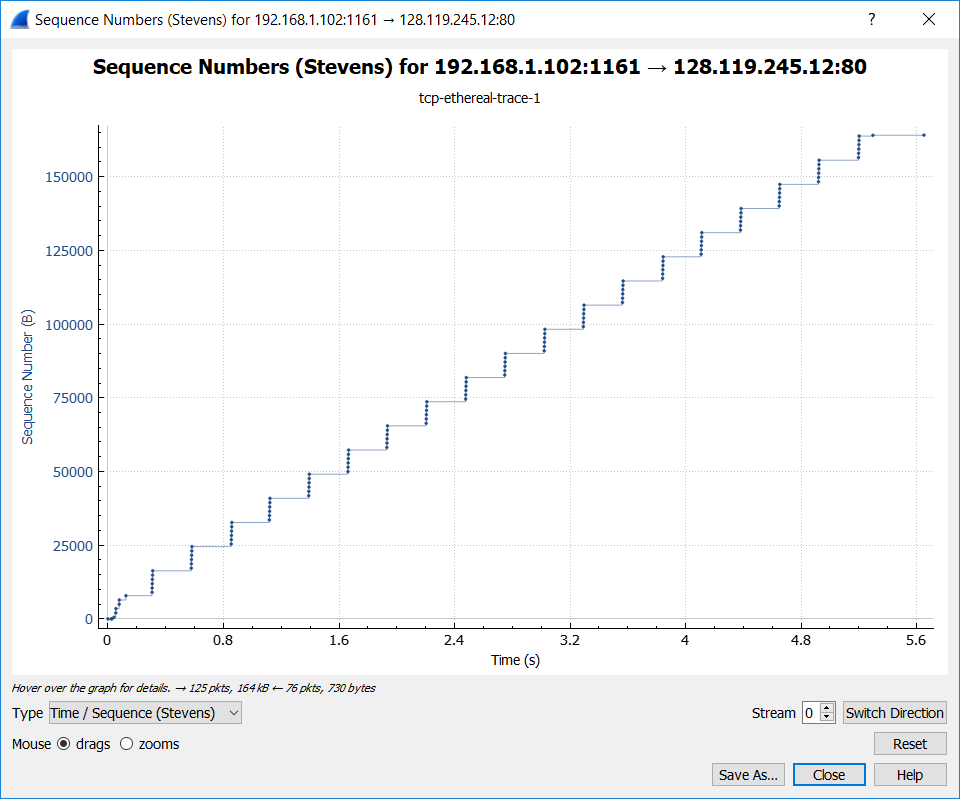 Sequence Numbers (Stevens) for 192.168.1.102:1161 → 128.119.245.12:80
?
Sequence Numbers (Stevens) for 192.168.1.102:1161 → 128.119.245.12:80
tcp-ethereal-trace-1
Sequence Number (B)
150000
125000
100000
75000
50000
25000
0
0 0.8 1.6 2.4 3.2 4 4.8 5.6
Time (s)
Hover over the graph for details. → 125 pkts, 164 kB ← 76 pkts, 730 bytes
Type Time / Sequence (Stevens) Stream 0 Switch Direction
Mouse drags zooms Reset
Save As... Close Help